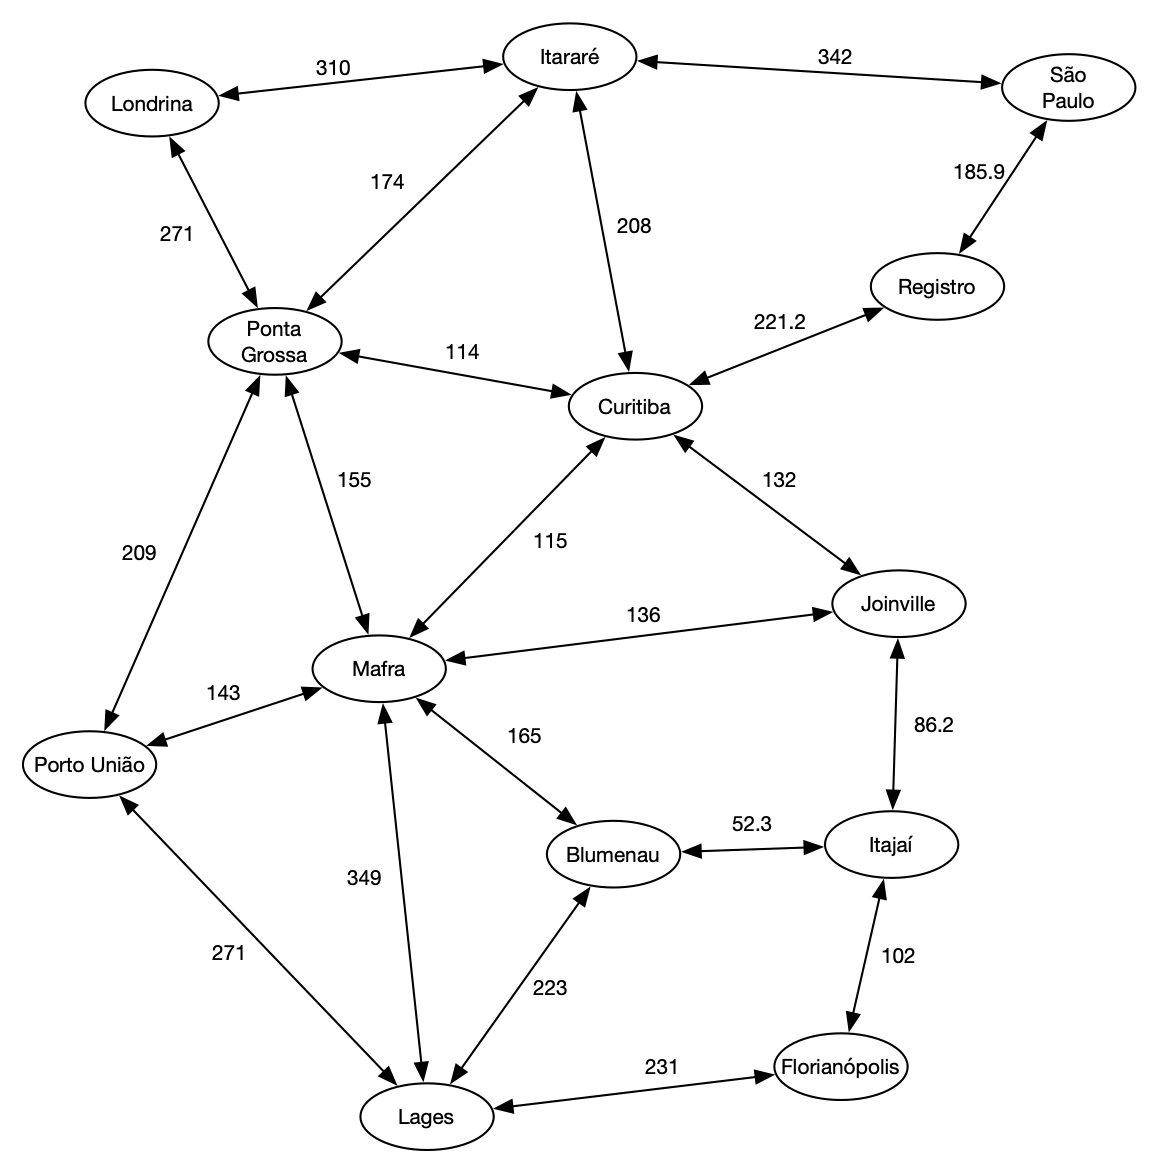 Itararé
342
São
Paulo
310
Londrina
185.9
174
271
208
Registro
221.2
Ponta
Grossa
114
Curitiba
155
132
209
115
Joinville
136
Mafra
143
86.2
165
Porto União
52.3
Itajaí
Blumenau
349
271
102
223
231
Florianópolis
Lages